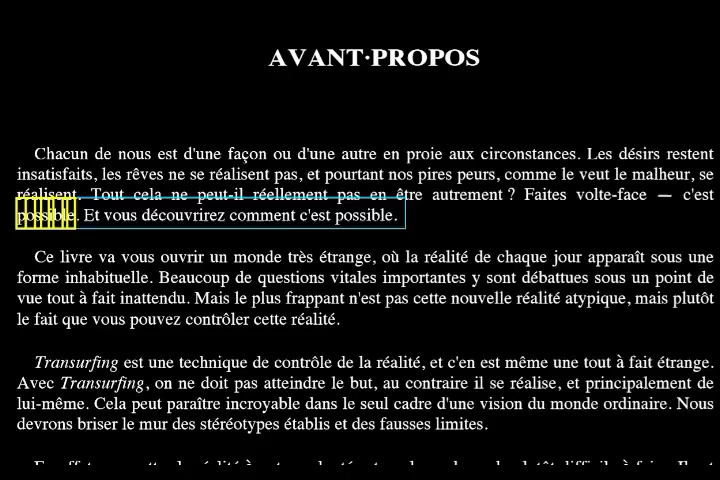 AVANT·PROPOS
Chacun de nous est d'une façon ou d'une autre en proie aux circonstances. Les désirs restent
insatisfaits, les rêves ne se réalisent pas, et pourtant nos pires peurs, comme le veut le malheur, se
réalisent. Tout cela ne peut-il réellement pas en être autrement ? Faites volte-face — c'est
possible. Et vous découvrirez comment c'est possible.
Ce livre va vous ouvrir un monde très étrange, où la réalité de chaque jour apparaît sous une
forme inhabituelle. Beaucoup de questions vitales importantes y sont débattues sous un point de
vue tout à fait inattendu. Mais le plus frappant n'est pas cette nouvelle réalité atypique, mais plutôt
le fait que vous pouvez contrôler cette réalité.
Transurfing est une technique de contrôle de la réalité, et c'en est même une tout à fait étrange.
Avec Transurfing, on ne doit pas atteindre le but, au contraire il se réalise, et principalement de
lui-même. Cela peut paraître incroyable dans le seul cadre d'une vision du monde ordinaire. Nous
devrons briser le mur des stéréotypes établis et des fausses limites.